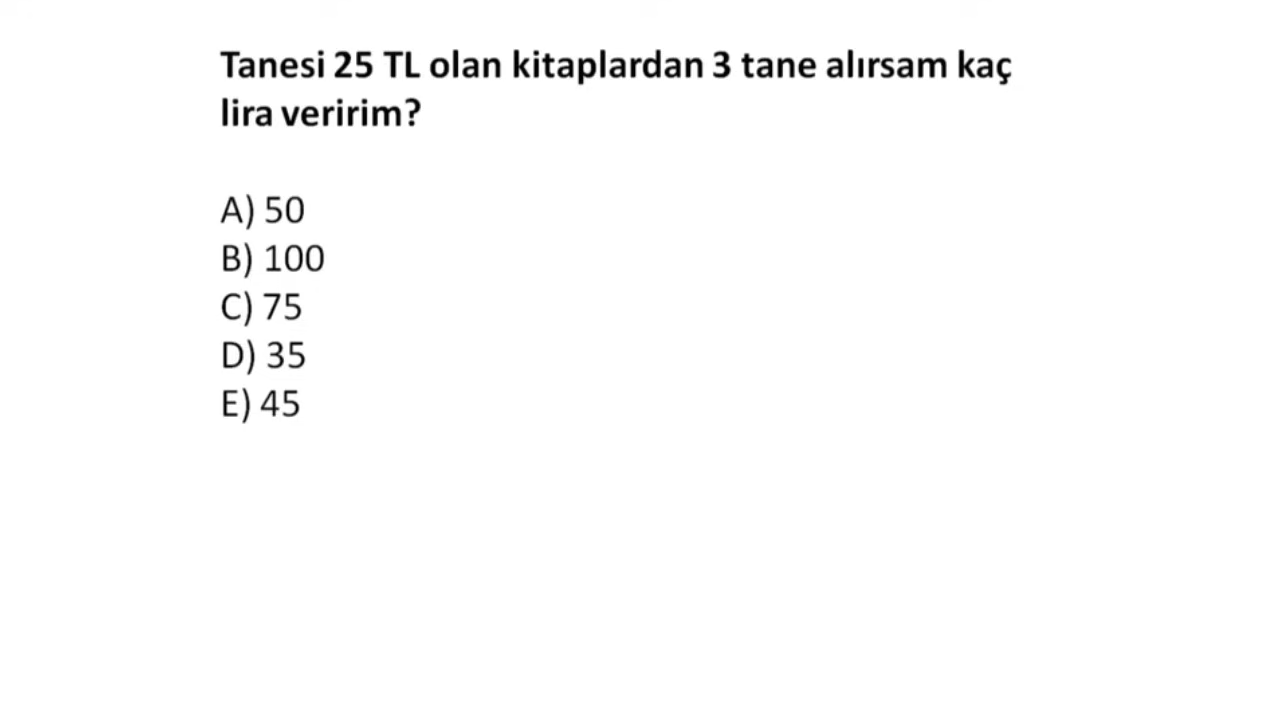 Tanesi 25 TL olan kitaplardan 3 tane alırsam kaç
lira veririm?
A) 50
B) 100
C) 75
D) 35
E) 45